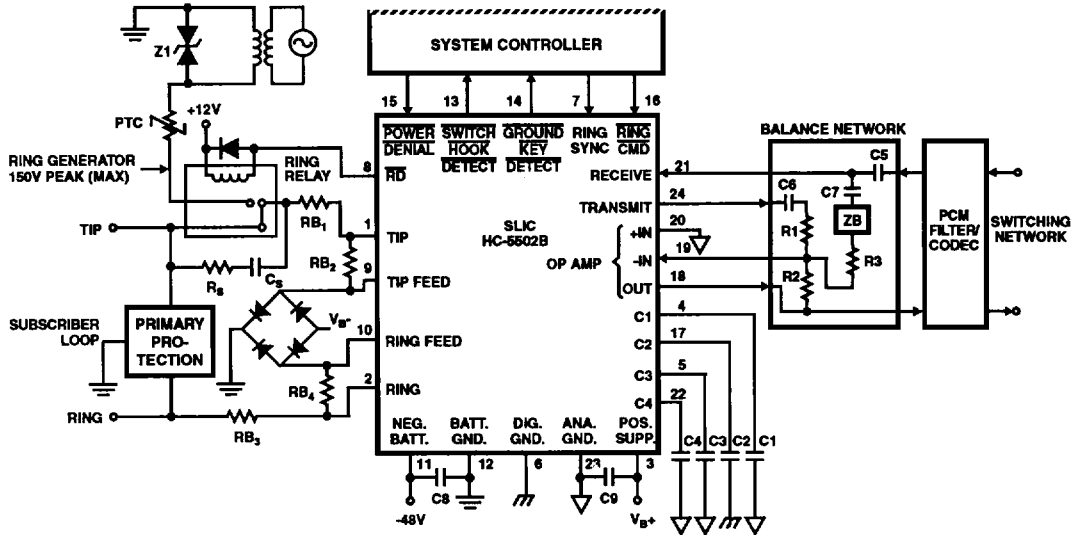 SYSTEM CONTROLLER
Z1
PTC
+12V
RING GENERATOR
150V PEAK (MAX)
RING
RELAY
TIP
RB1
RB2
RS
CS
SUBSCRIBER
LOOP
PRIMARY
PRO-
TECTION
VB-
RING
RB3
RB4
15
13
14
7
16
POWER
DENIAL
SWITCH
HOOK
DETECT
GROUND
KEY
DETECT
RING
SYNC
RING
CMD
8
RD
1
TIP
9
TIP FEED
10
RING FEED
2
RING
SLIC
HC-5502B
RECEIVE
21
TRANSMIT
24
+IN
20
OP AMP
-IN
19
OUT
18
C1
4
C2
17
C3
5
C4
22
NEG.
BATT.
BATT.
GND.
DIG.
GND.
ANA.
GND.
POS.
SUPP.
11
12
6
23
3
C8
C9
-48V
VB+
C4
C3
C2
C1
BALANCE NETWORK
C5
C6
C7
ZB
R1
R2
R3
PCM
FILTER/
CODEC
SWITCHING
NETWORK